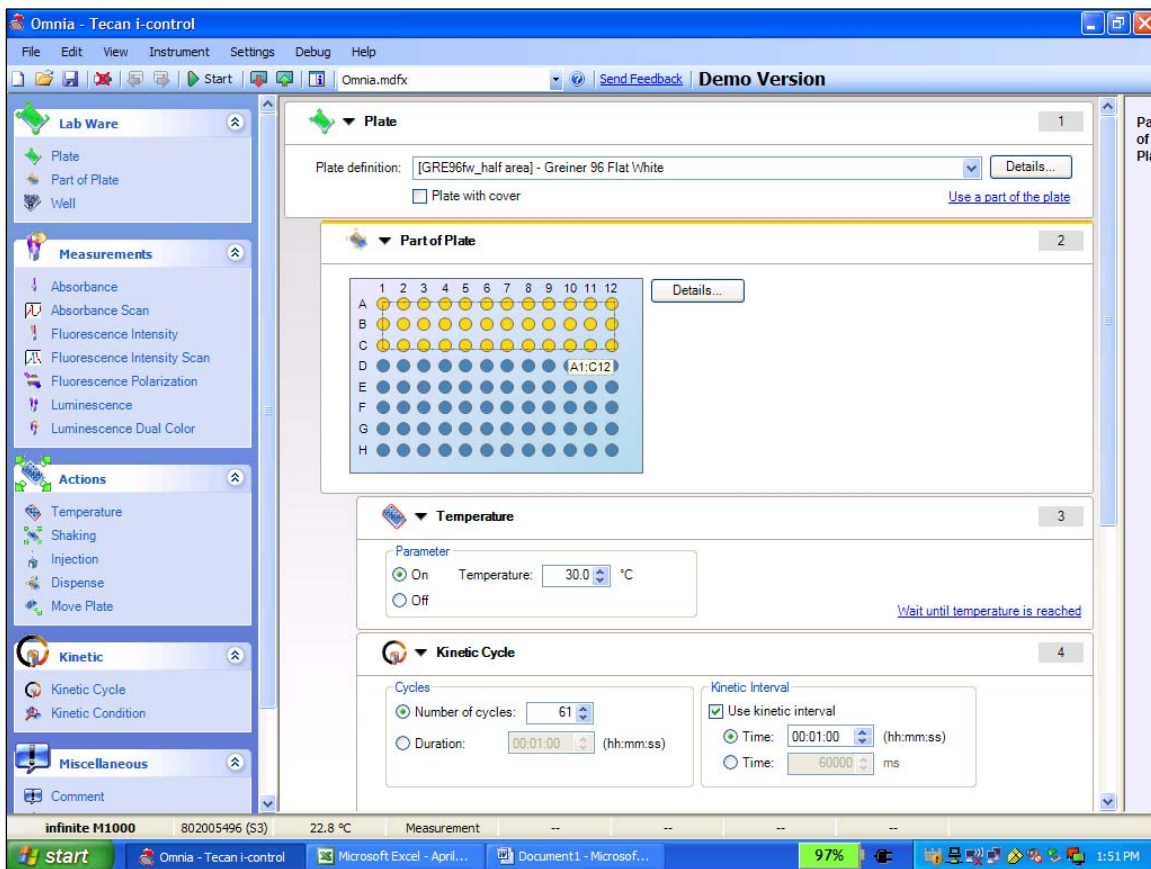 Omnia - Tecan i-control
File Edit View Instrument Settings Debug Help
Start Omnia.mdfx Send Feedback Demo Version
Lab Ware
Plate
Part of Plate
Well
Measurements
Absorbance
Absorbance Scan
Fluorescence Intensity
Fluorescence Intensity Scan
Fluorescence Polarization
Luminescence
Luminescence Dual Color
Actions
Temperature
Shaking
Injection
Dispense
Move Plate
Kinetic
Kinetic Cycle
Kinetic Condition
Miscellaneous
Comment
Plate 1
Plate definition: [GRE96fw_half area] - Greiner 96 Flat White Details...
Plate with cover Use a part of the plate
Part of Plate 2
Details...
1 2 3 4 5 6 7 8 9 10 11 12
A
B
C
D A1:C12
E
F
G
H
Temperature 3
Parameter
On Temperature: 30.0 °C
Off
Wait until temperature is reached
Kinetic Cycle 4
Cycles
Number of cycles: 61
Duration: 00:01:00 (hh:mm:ss)
Kinetic Interval
Use kinetic interval
Time: 00:01:00 (hh:mm:ss)
Time: 60000 ms
Pa
of
Pla
infinite M1000 802005496 (S3) 22.8 °C Measurement -- -- -- --
start Omnia - Tecan i-control Microsoft Excel - April... Document1 - Microsof... 97% 1:51 PM